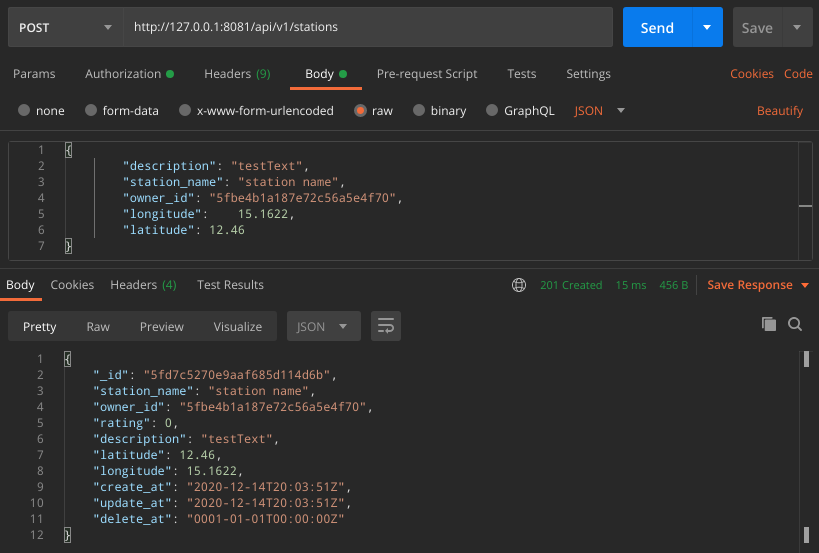 POST http://127.0.0.1:8081/api/v1/stations Send Save
Params Authorization Headers (9) Body Pre-request Script Tests Settings Cookies Code
none form-data x-www-form-urlencoded raw binary GraphQL JSON Beautify
1 {
2 "description": "testText",
3 "station_name": "station name",
4 "owner_id": "5fbe4b1a187e72c56a5e4f70",
5 "longitude": 15.1622,
6 "latitude": 12.46
7 }
Body Cookies Headers (4) Test Results 201 Created 15 ms 456 B Save Response
Pretty Raw Preview Visualize JSON
1 {
2 "_id": "5fd7c5270e9aaf685d114d6b",
3 "station_name": "station name",
4 "owner_id": "5fbe4b1a187e72c56a5e4f70",
5 "rating": 0,
6 "description": "testText",
7 "latitude": 12.46,
8 "longitude": 15.1622,
9 "create_at": "2020-12-14T20:03:51Z",
10 "update_at": "2020-12-14T20:03:51Z",
11 "delete_at": "0001-01-01T00:00:00Z"
12 }